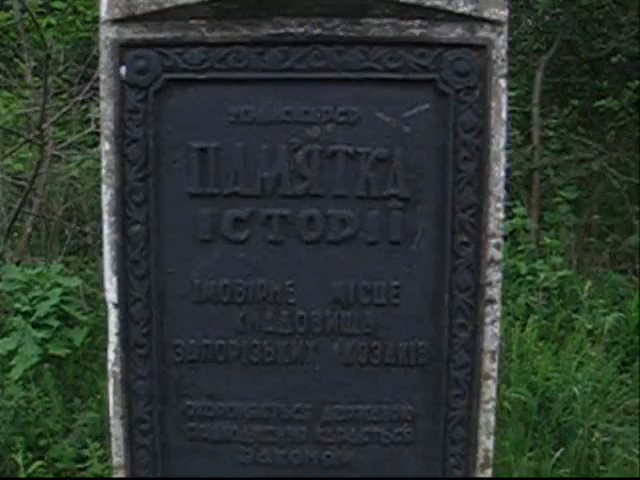 ПАМ'ЯТКА
ІСТОРІЇ
ІМОВІРНЕ МІСЦЕ
КЛАДОВИЩА
ЗАПОРІЗЬКИХ КОЗАКІВ
ОХОРОНЯЄТЬСЯ ДЕРЖАВОЮ
ПОШКОДЖЕННЯ КАРАЄТЬСЯ
ЗАКОНОМ